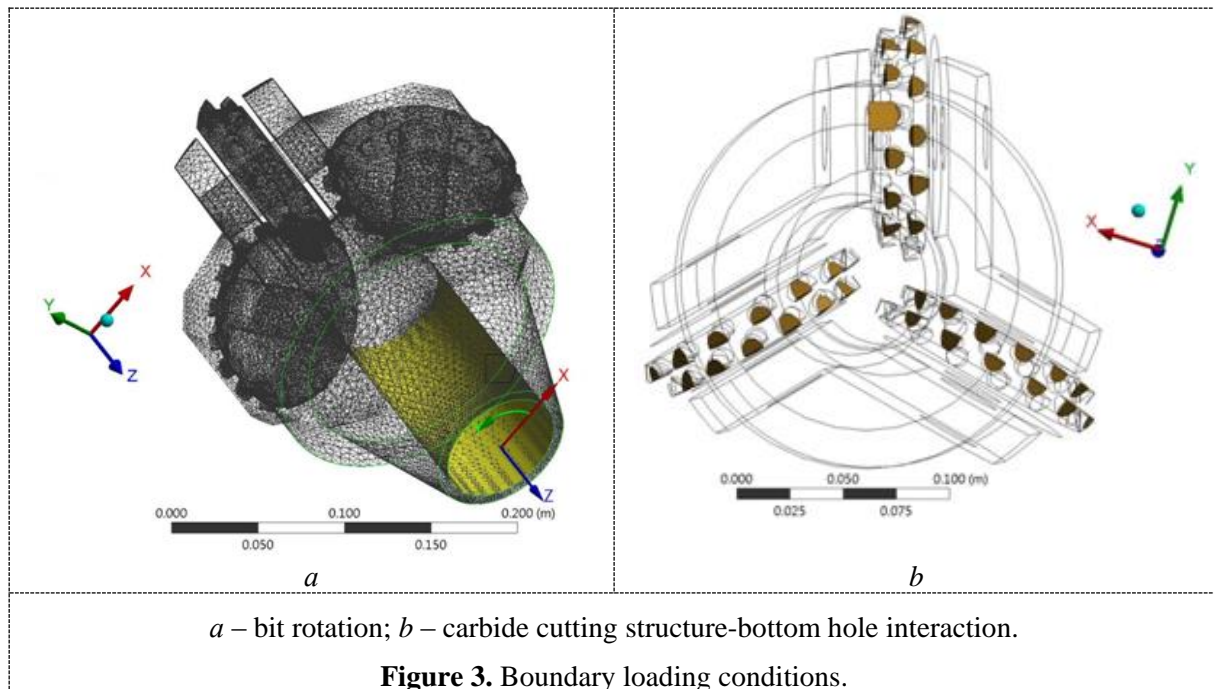 Y
X
Z
X
Z
0.000
0.100
0.200 (m)
0.050
0.150
a
Y
X
Z
0.000
0.050
0.100 (m)
0.025
0.075
b
a – bit rotation; b – carbide cutting structure-bottom hole interaction.
Figure 3. Boundary loading conditions.